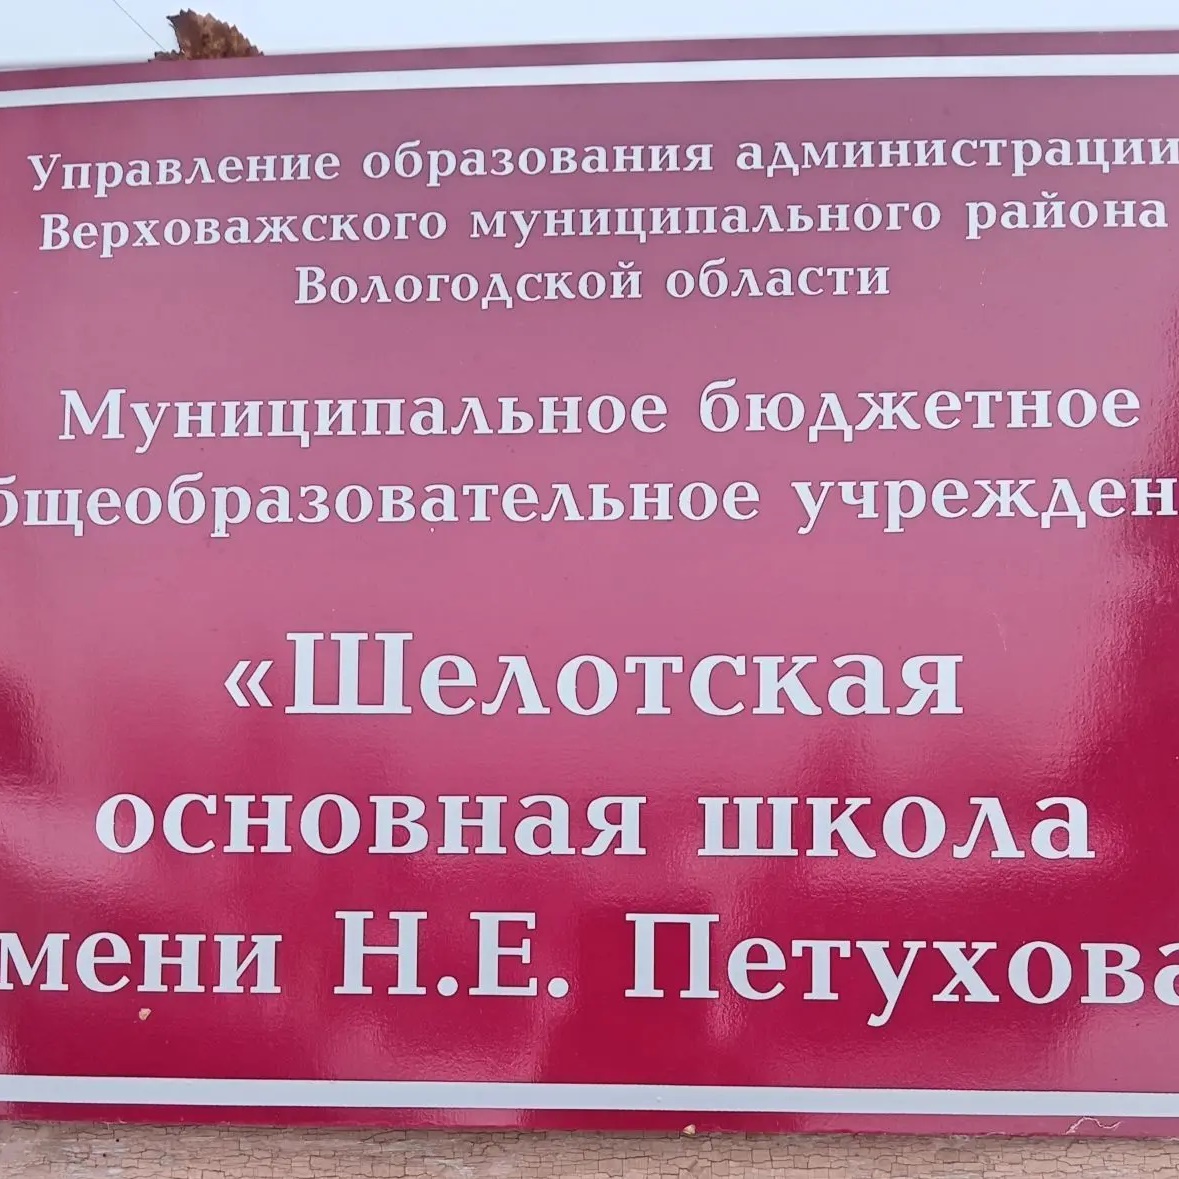 Управление образования администрации
Верховажского муниципального района
Вологодской области
Муниципальное бюджетное
бщеобразовательное учрежден
«Шелотская
основная школа
мени Н.Е. Петухова